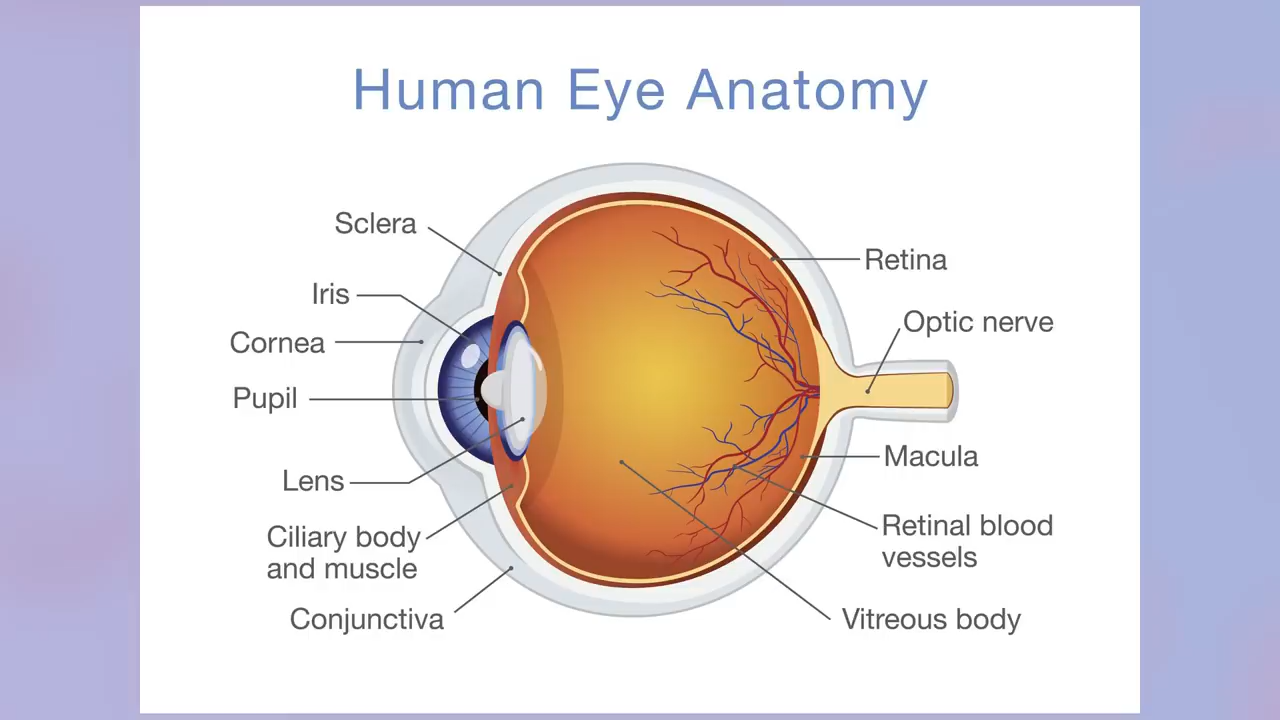 Human Eye Anatomy
Sclera
Iris
Cornea
Pupil
Lens
Ciliary body
and muscle
Conjunctiva
Retina
Optic nerve
Macula
Retinal blood
vessels
Vitreous body